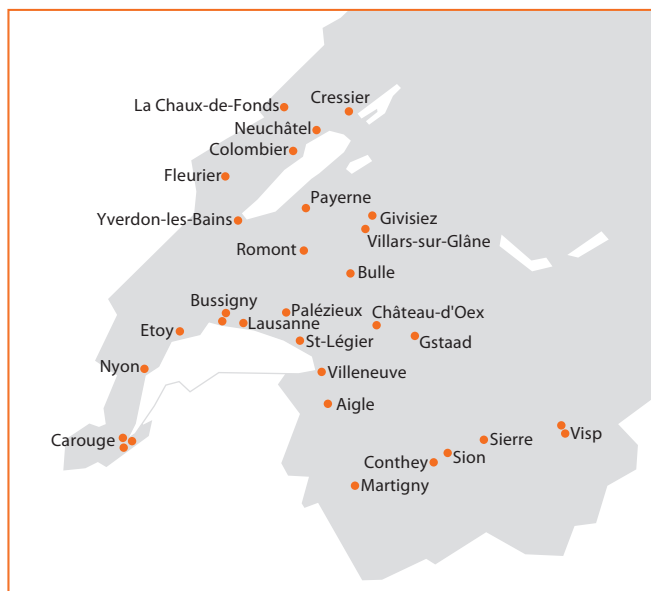 La Chaux-de-Fonds
Cressier
Neuchâtel
Colombier
Fleurier
Payerne
Yverdon-les-Bains
Givisiez
Villars-sur-Glâne
Romont
Bulle
Bussigny
Palézieux
Château-d'Oex
Etoy
Lausanne
St-Légier
Gstaad
Nyon
Villeneuve
Aigle
Carouge
Sierre
Visp
Sion
Conthey
Martigny